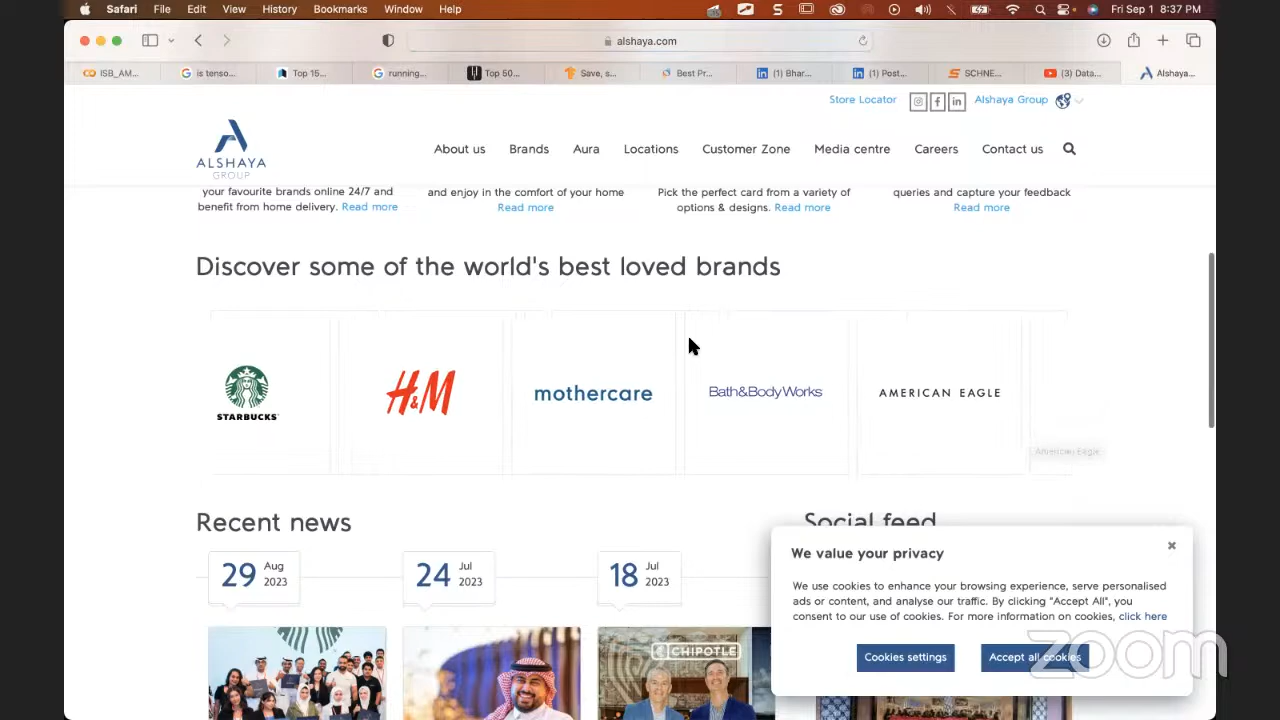 Safari File Edit View History Bookmarks Window Help Fri Sep 1 8:37 PM
alshaya.com
ISB_AM... is tenso... Top 15... running... Top 50... Save, s... Best Pr... (1) Bhar... (1) Post... SCHNE... (3) Data... Alshaya...
Store Locator Alshaya Group
ALSHAYA
GROUP
About us Brands Aura Locations Customer Zone Media centre Careers Contact us
your favourite brands online 24/7 and
benefit from home delivery. Read more
and enjoy in the comfort of your home
Read more
Pick the perfect card from a variety of
options & designs. Read more
queries and capture your feedback
Read more
Discover some of the world's best loved brands
STARBUCKS
H&M
mothercare
Bath&BodyWorks
AMERICAN EAGLE
American Eagle
Recent news
Social feed
29 Aug
2023
24 Jul
2023
18 Jul
2023
CHIPOTLE
We value your privacy
We use cookies to enhance your browsing experience, serve personalised
ads or content, and analyse our traffic. By clicking "Accept All", you
consent to our use of cookies. For more information on cookies, click here
Cookies settings Accept all cookies
zoom